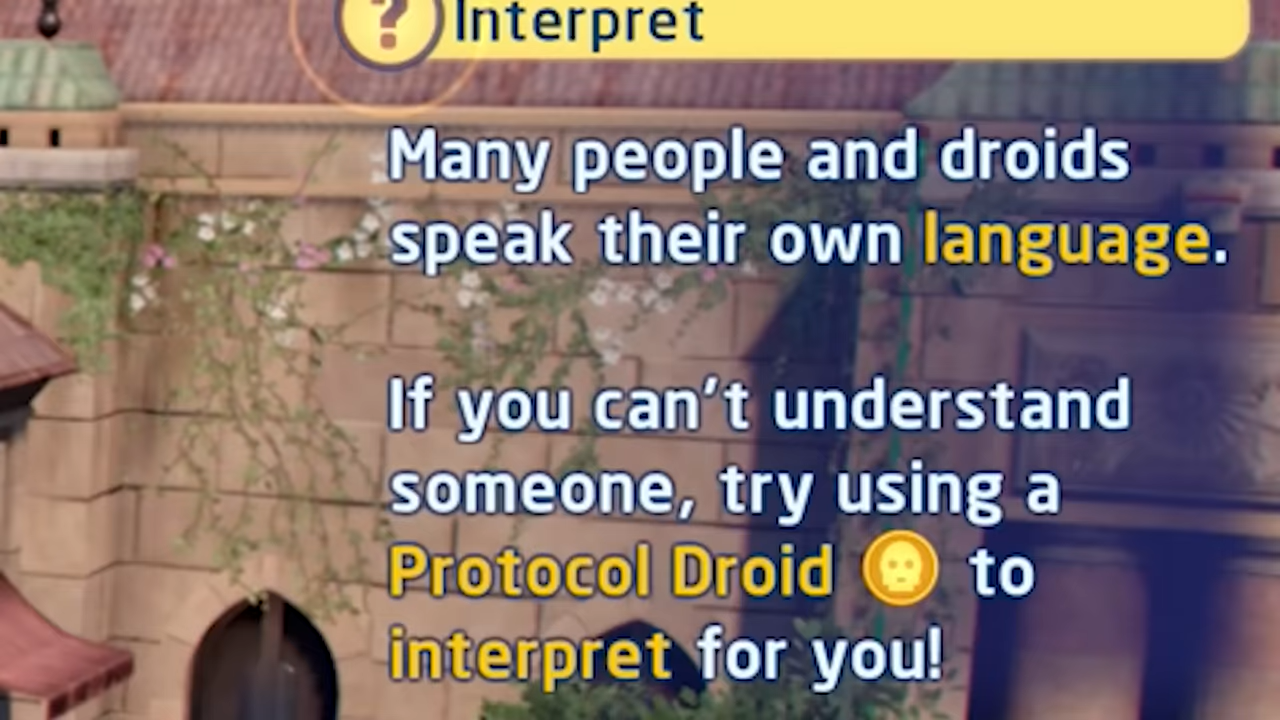 ? Interpret
Many people and droids
speak their own language.
If you can't understand
someone, try using a
Protocol Droid to
interpret for you!